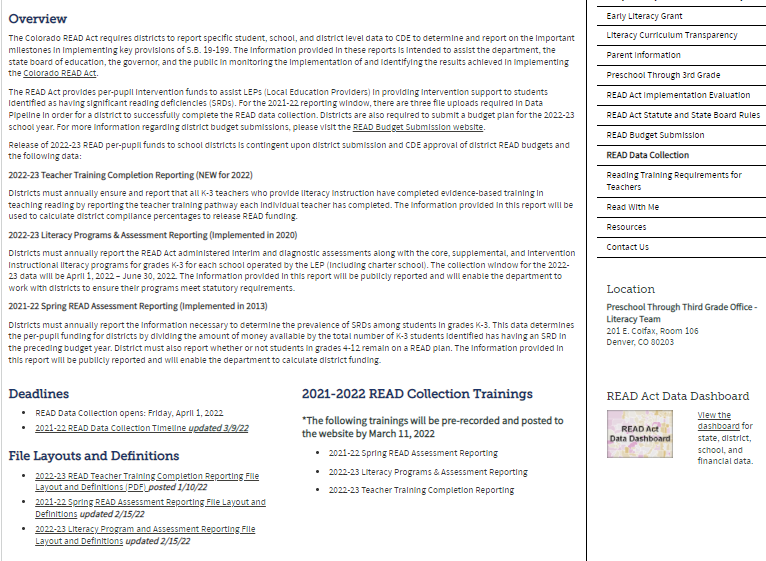 Overview
The Colorado READ Act requires districts to report specific student, school, and district level data to CDE to determine and report on the important
milestones in implementing key provisions of S.B. 19-199. The information provided in these reports is intended to assist the department, the
state board of education, the governor, and the public in monitoring the implementation of and identifying the results achieved in implementing
the Colorado READ Act.
The READ Act provides per-pupil intervention funds to assist LEPs (Local Education Providers) in providing intervention support to students
identified as having significant reading deficiencies (SRDs). For the 2021-22 reporting window, there are three file uploads required in Data
Pipeline in order for a district to successfully complete the READ data collection. Districts are also required to submit a budget plan for the 2022-23
school year. For more information regarding district budget submissions, please visit the READ Budget Submission website.
Release of 2022-23 READ per-pupil funds to school districts is contingent upon district submission and CDE approval of district READ budgets and
the following data:
2022-23 Teacher Training Completion Reporting (NEW for 2022)
Districts must annually ensure and report that all K-3 teachers who provide literacy instruction have completed evidence-based training in
teaching reading by reporting the teacher training pathway each individual teacher has completed. The information provided in this report will be
used to calculate district compliance percentages to release READ funding.
2022-23 Literacy Programs & Assessment Reporting (Implemented in 2020)
Districts must annually report the READ Act administered interim and diagnostic assessments along with the core, supplemental, and intervention
instructional literacy programs for grades K-3 for each school operated by the LEP (including charter school). The collection window for the 2022-
23 data will be April 1, 2022 – June 30, 2022. The information provided in this report will be publicly reported and will enable the department to
work with districts to ensure their programs meet statutory requirements.
2021-22 Spring READ Assessment Reporting (Implemented in 2013)
Districts must annually report the information necessary to determine the prevalence of SRDs among students in grades K-3. This data determines
the per-pupil funding for districts by dividing the amount of money available by the total number of K-3 students identified has having an SRD in
the preceding budget year. District must also report whether or not students in grades 4-12 remain on a READ plan. The information provided in
this report will be publicly reported and will enable the department to calculate district funding.
Deadlines
READ Data Collection opens: Friday, April 1, 2022
2021-22 READ Data Collection Timeline updated 3/9/22
File Layouts and Definitions
2022-23 READ Teacher Training Completion Reporting File
Layout and Definitions (PDF) posted 1/10/22
2021-22 Spring READ Assessment Reporting File Layout and
Definitions updated 2/15/22
2022-23 Literacy Program and Assessment Reporting File
Layout and Definitions updated 2/15/22
2021-2022 READ Collection Trainings
*The following trainings will be pre-recorded and posted to
the website by March 11, 2022
2021-22 Spring READ Assessment Reporting
2022-23 Literacy Programs & Assessment Reporting
2022-23 Teacher Training Completion Reporting
Early Literacy Grant
Literacy Curriculum Transparency
Parent Information
Preschool Through 3rd Grade
READ Act Implementation Evaluation
READ Act Statute and State Board Rules
READ Budget Submission
READ Data Collection
Reading Training Requirements for
Teachers
Read With Me
Resources
Contact Us
Location
Preschool Through Third Grade Office -
Literacy Team
201 E. Colfax, Room 106
Denver, CO 80203
READ Act Data Dashboard
READ Act
Data Dashboard
View the
dashboard for
state, district,
school, and
financial data.